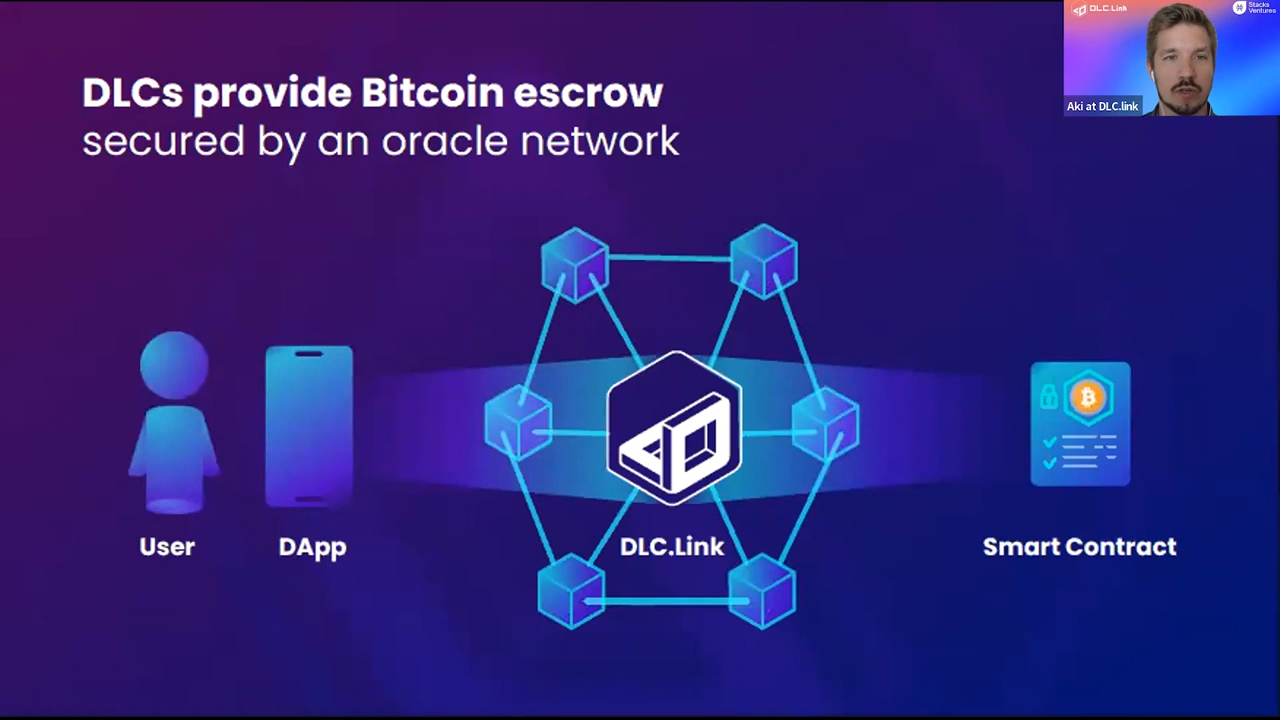 DLCs provide Bitcoin escrow
secured by an oracle network
DLC.Link
Stacks
Ventures
Aki at DLC.link
User
DApp
DLC.Link
Smart Contract